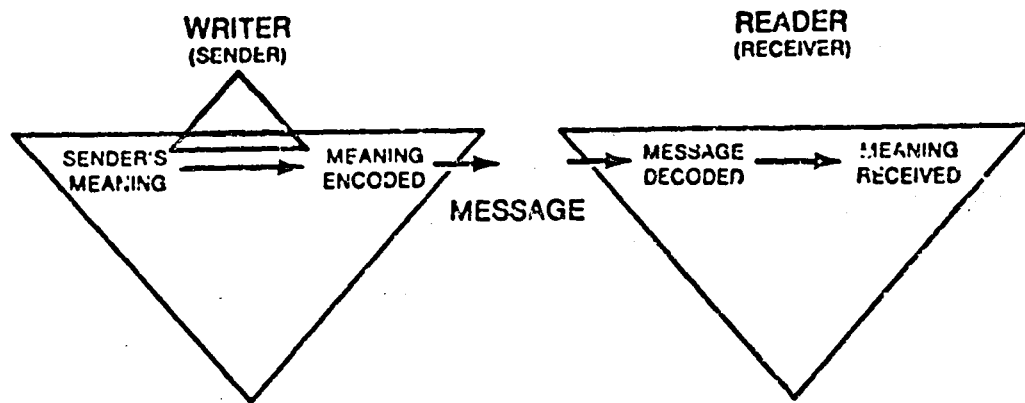 WRITER
(SENDER)
READER
(RECEIVER)
SENDER'S
MEANING
MEANING
ENCODED
MESSAGE
MESSAGE
DECODED
MEANING
RECEIVED